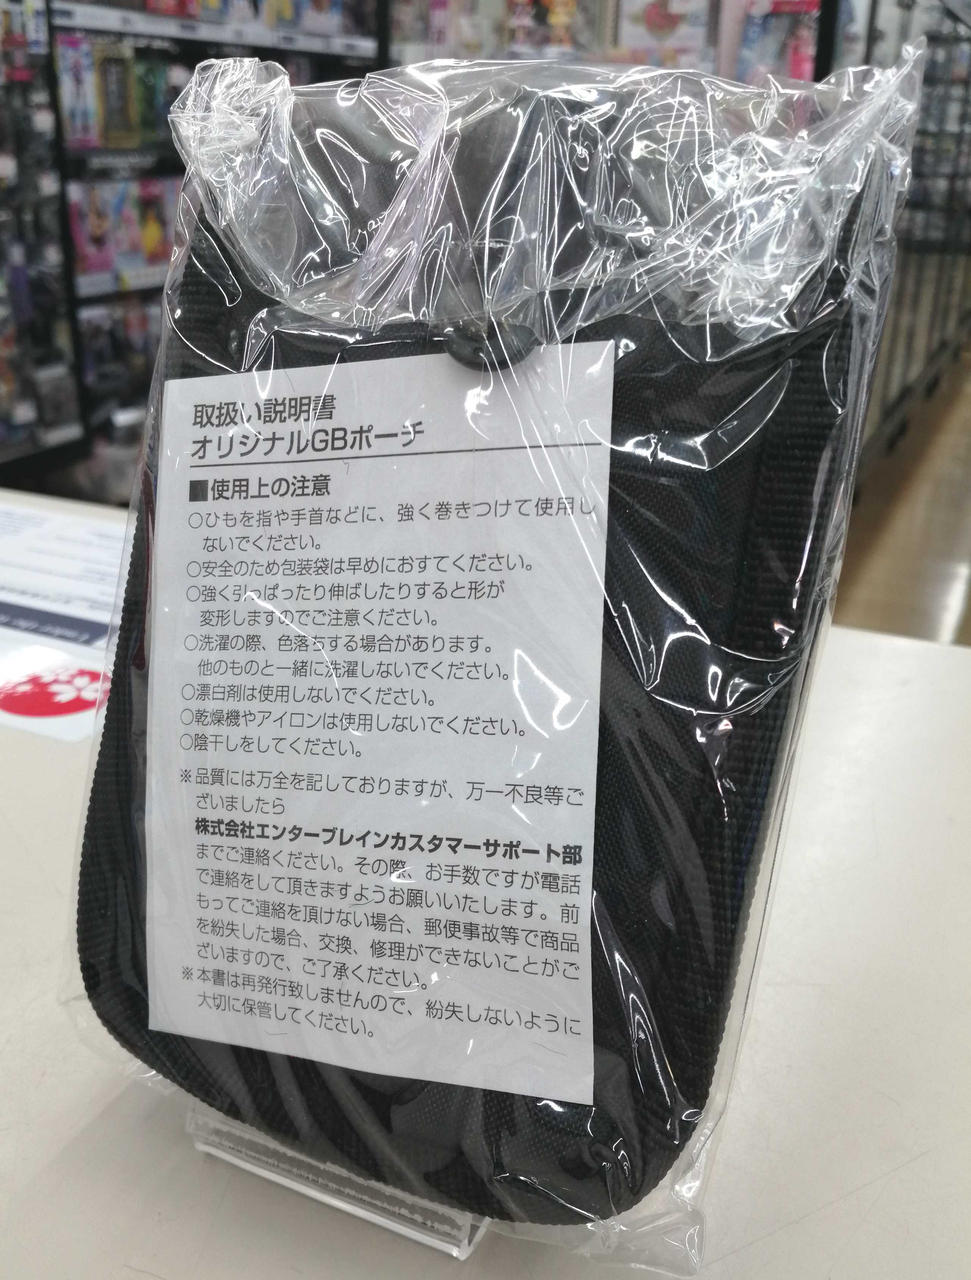 取扱い説明書
オリジナルGBポーチ
■使用上の注意
○ひもを指や手首などに、強く巻きつけて使用し
ないでください。
○安全のため包装袋は早めにおすてください。
○強く引っぱったり伸ばしたりすると形が
変形しますのでご注意ください。
○洗濯の際、色落ちする場合があります。
他のものと一緒に洗濯しないでください。
○漂白剤は使用しないでください。
○乾燥機やアイロンは使用しないでください。
○陰干しをしてください。
※品質には万全を記しておりますが、万一不良等ご
ざいましたら
株式会社エンターブレインカスタマーサポート部
までご連絡ください。その際、お手数ですが電話
で連絡をして頂きますようお願いいたします。前
もってご連絡を頂けない場合、郵便事故等で商品
を紛失した場合、交換、修理ができないことがご
ざいますので、ご了承ください。
※本書は再発行致しませんので、紛失しないように
大切に保管してください。